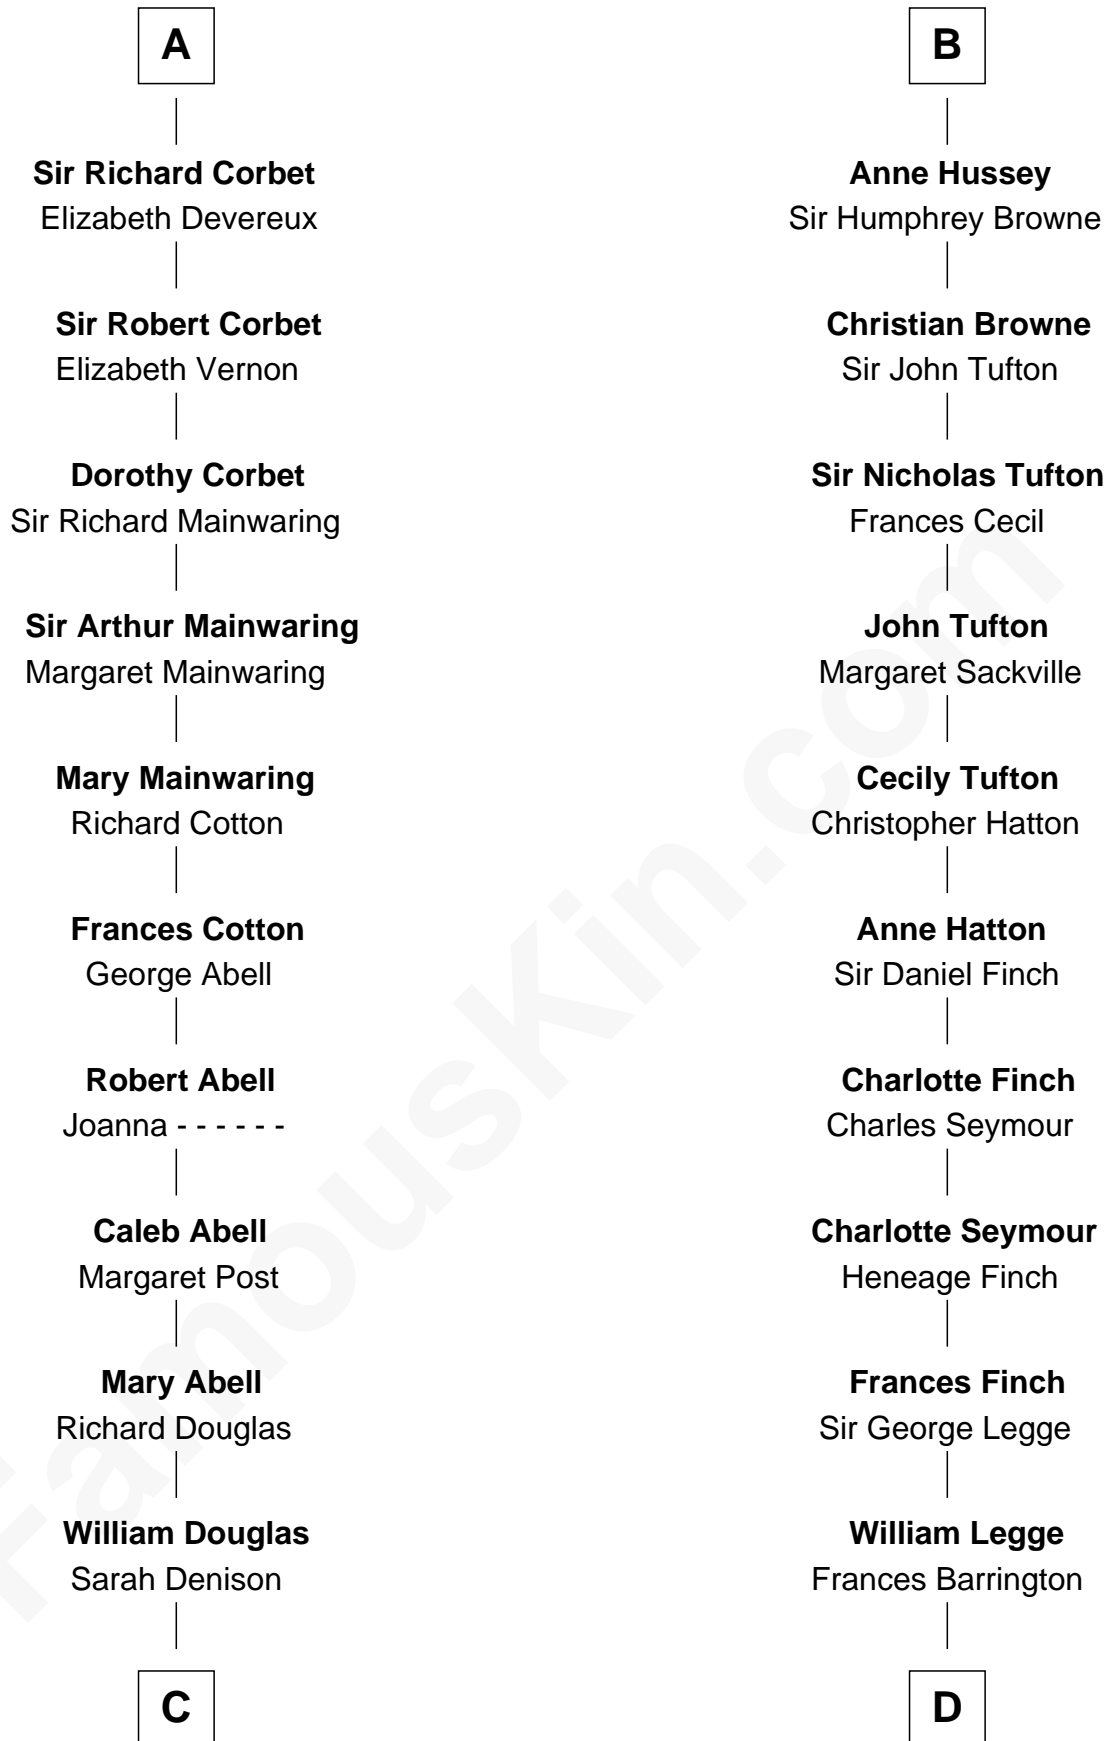 A
Sir Richard Corbet
Elizabeth Devereux
Sir Robert Corbet
Elizabeth Vernon
Dorothy Corbet
Sir Richard Mainwaring
Sir Arthur Mainwaring
Margaret Mainwaring
Mary Mainwaring
Richard Cotton
Frances Cotton
George Abell
Robert Abell
Joanna - - - - - -
Caleb Abell
Margaret Post
Mary Abell
Richard Douglas
William Douglas
Sarah Denison
C
B
Anne Hussey
Sir Humphrey Browne
Christian Browne
Sir John Tufton
Sir Nicholas Tufton
Frances Cecil
John Tufton
Margaret Sackville
Cecily Tufton
Christopher Hatton
Anne Hatton
Sir Daniel Finch
Charlotte Finch
Charles Seymour
Charlotte Seymour
Heneage Finch
Frances Finch
Sir George Legge
William Legge
Frances Barrington
D
FamousKin.com